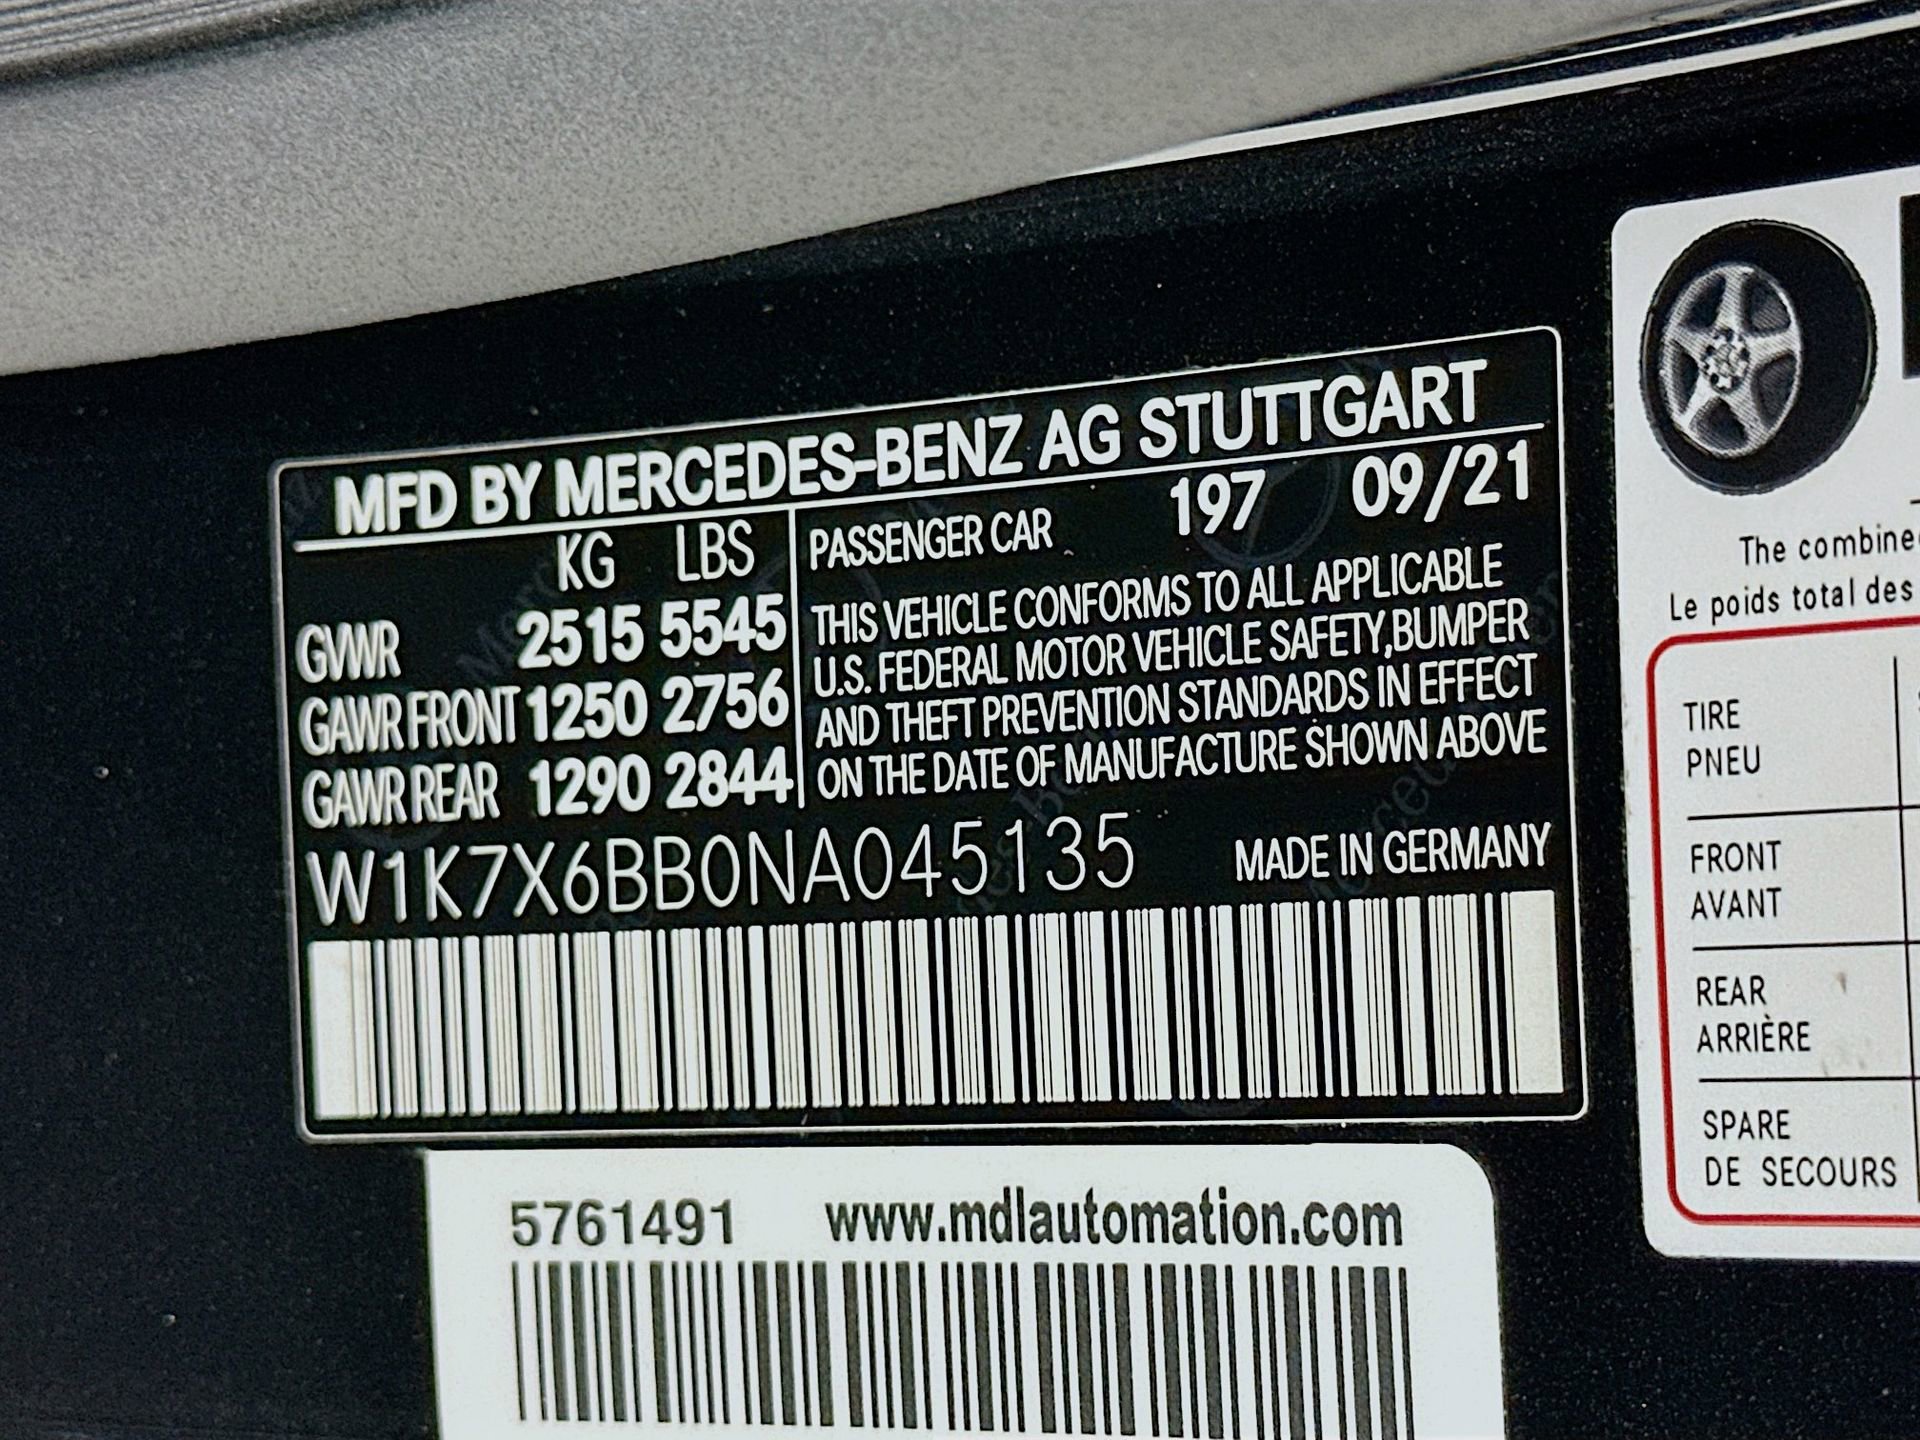 MFD BY MERCEDES-BENZ AG STUTTGART
KG LBS
GVWR 2515 5545
GAWR FRONT 1250 2756
GAWR REAR 1290 2844
PASSENGER CAR 197 09/21
THIS VEHICLE CONFORMS TO ALL APPLICABLE
U.S. FEDERAL MOTOR VEHICLE SAFETY,BUMPER
AND THEFT PREVENTION STANDARDS IN EFFECT
ON THE DATE OF MANUFACTURE SHOWN ABOVE
W1K7X6BB0NA045135 MADE IN GERMANY
5761491 www.mdlautomation.com
The combine
Le poids total des
TIRE
PNEU
FRONT
AVANT
REAR
ARRIÈRE
SPARE
DE SECOURS